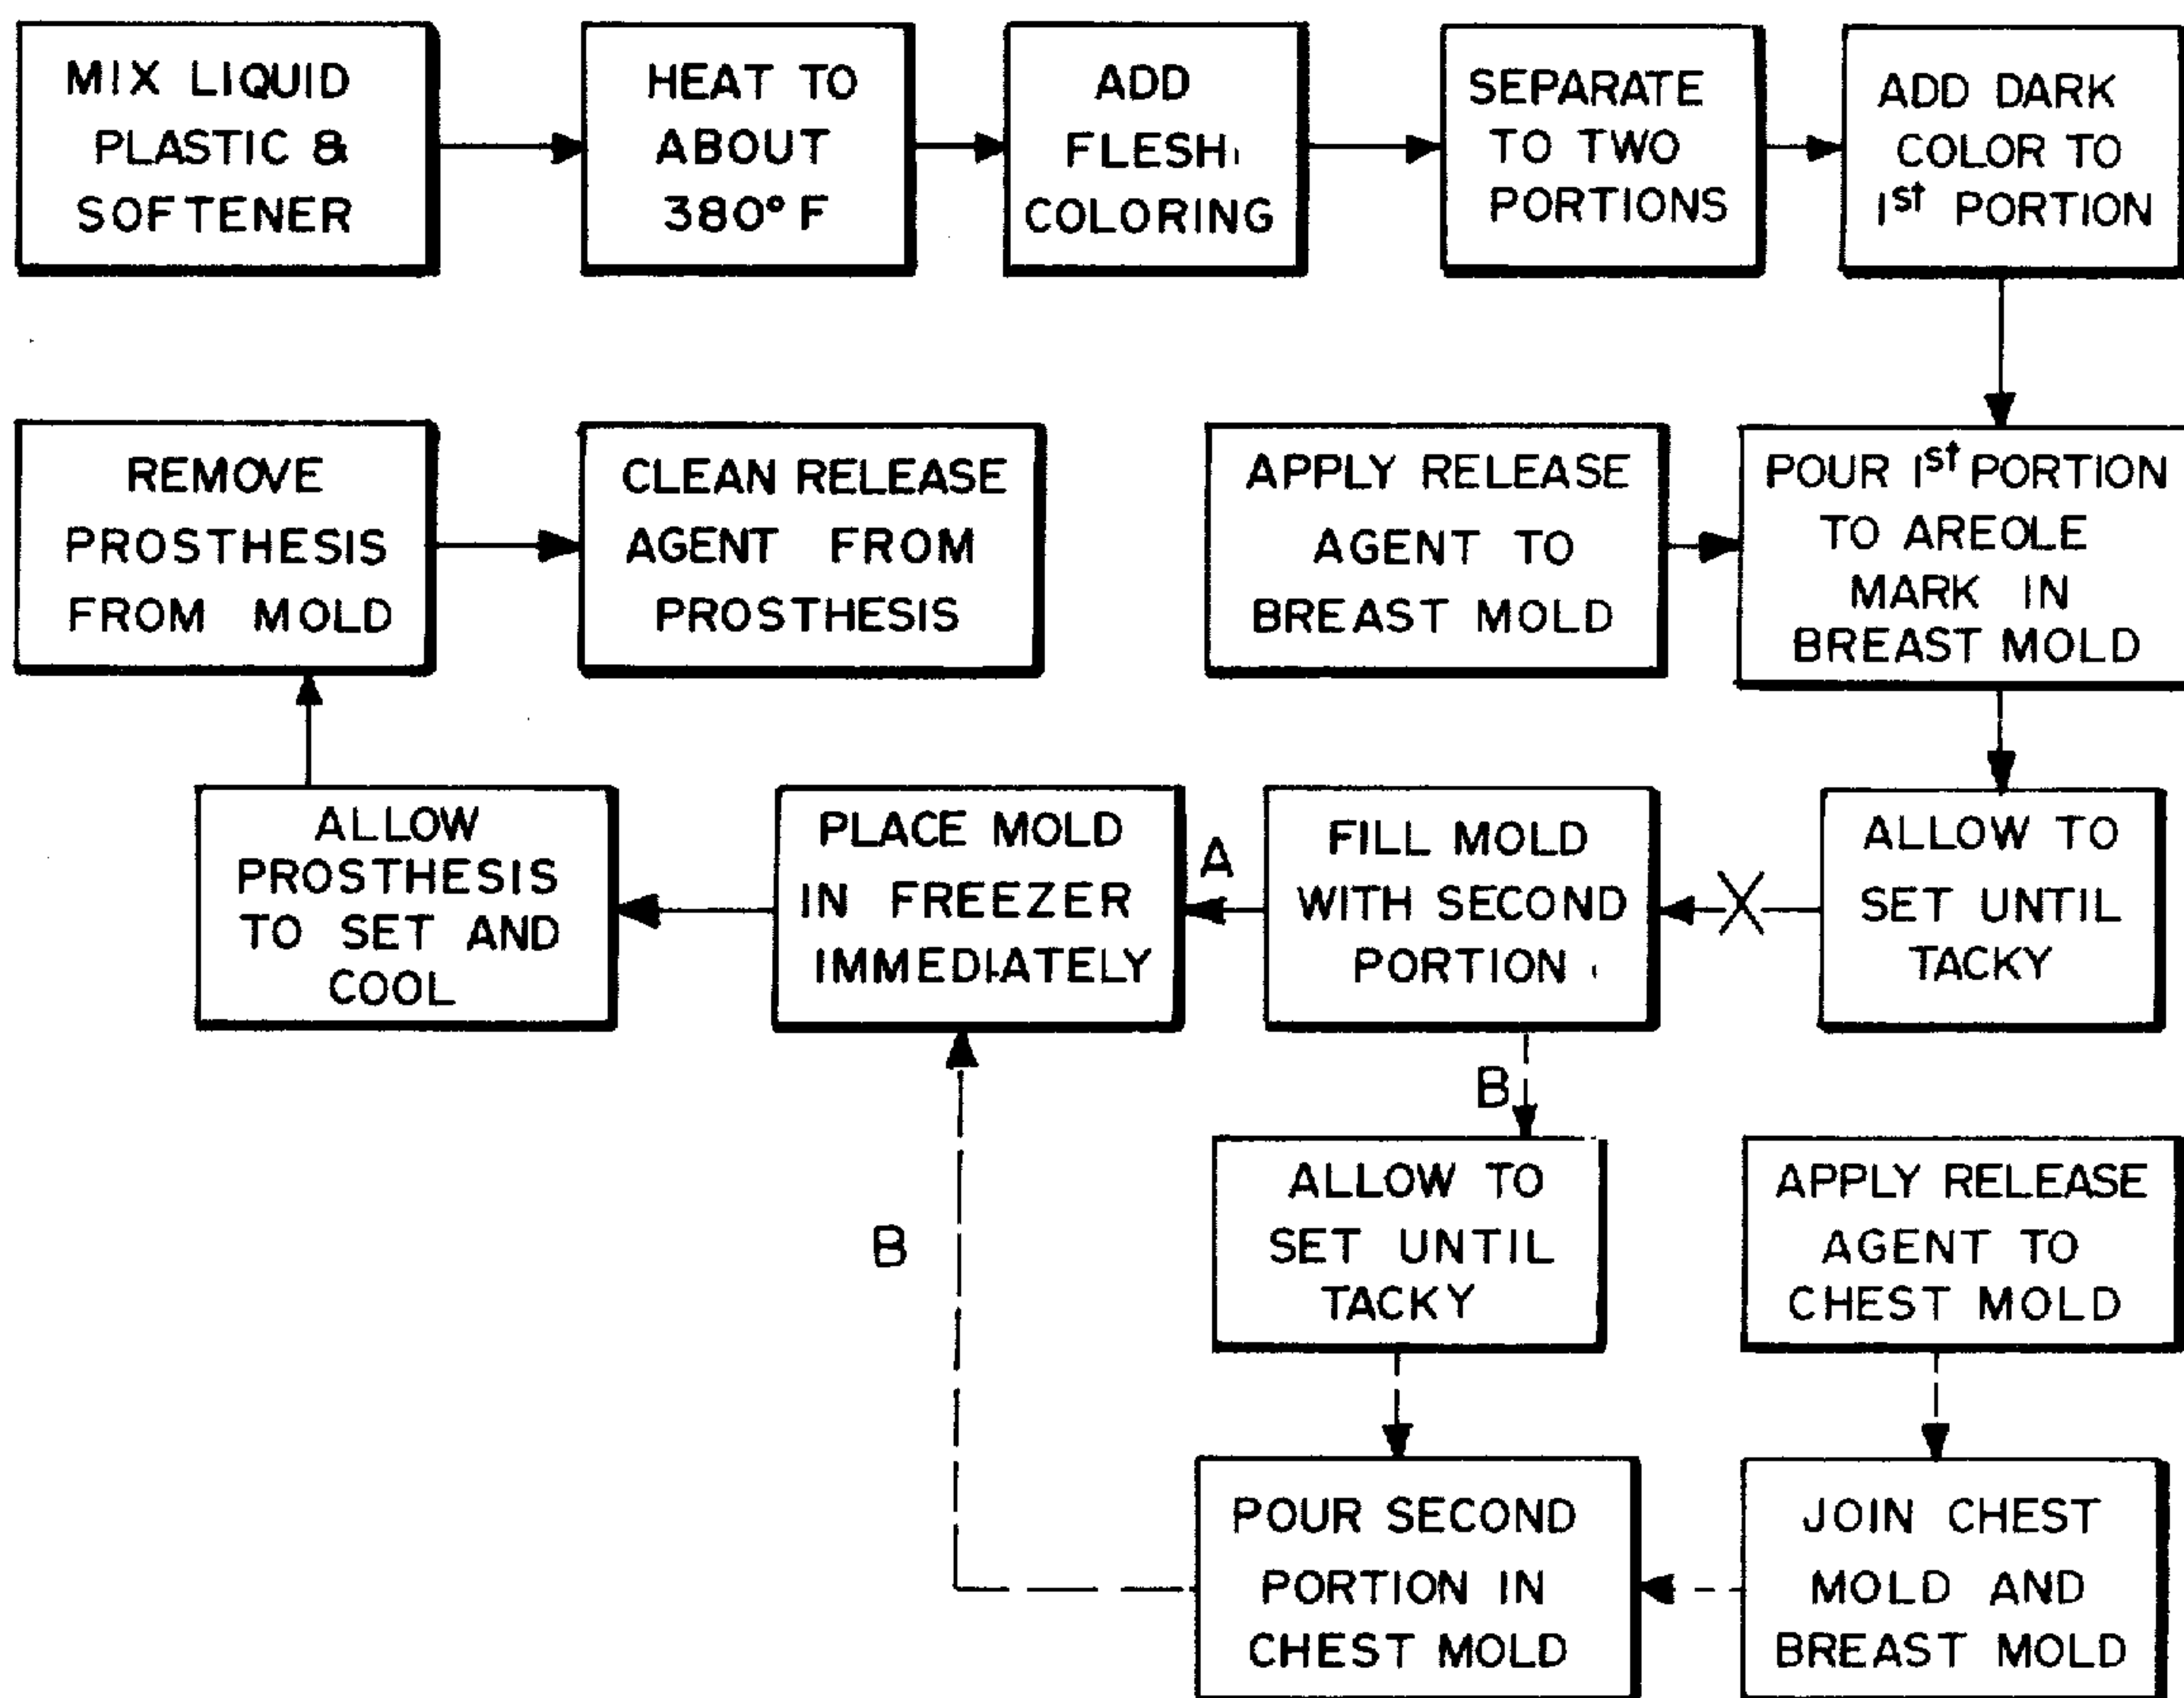 MIX LIQUID
PLASTIC &
SOFTENER
HEAT TO
ABOUT
380° F
ADD
FLESH
COLORING
SEPARATE
TO TWO
PORTIONS
ADD DARK
COLOR TO
1st PORTION
REMOVE
PROSTHESIS
FROM MOLD
CLEAN RELEASE
AGENT FROM
PROSTHESIS
APPLY RELEASE
AGENT TO
BREAST MOLD
POUR 1st PORTION
TO AREOLE
MARK IN
BREAST MOLD
ALLOW
PROSTHESIS
TO SET AND
COOL
PLACE MOLD
IN FREEZER
IMMEDIATELY
A
FILL MOLD
WITH SECOND
PORTION
X
ALLOW TO
SET UNTIL
TACKY
B
B
ALLOW TO
SET UNTIL
TACKY
APPLY RELEASE
AGENT TO
CHEST MOLD
POUR SECOND
PORTION IN
CHEST MOLD
JOIN CHEST
MOLD AND
BREAST MOLD